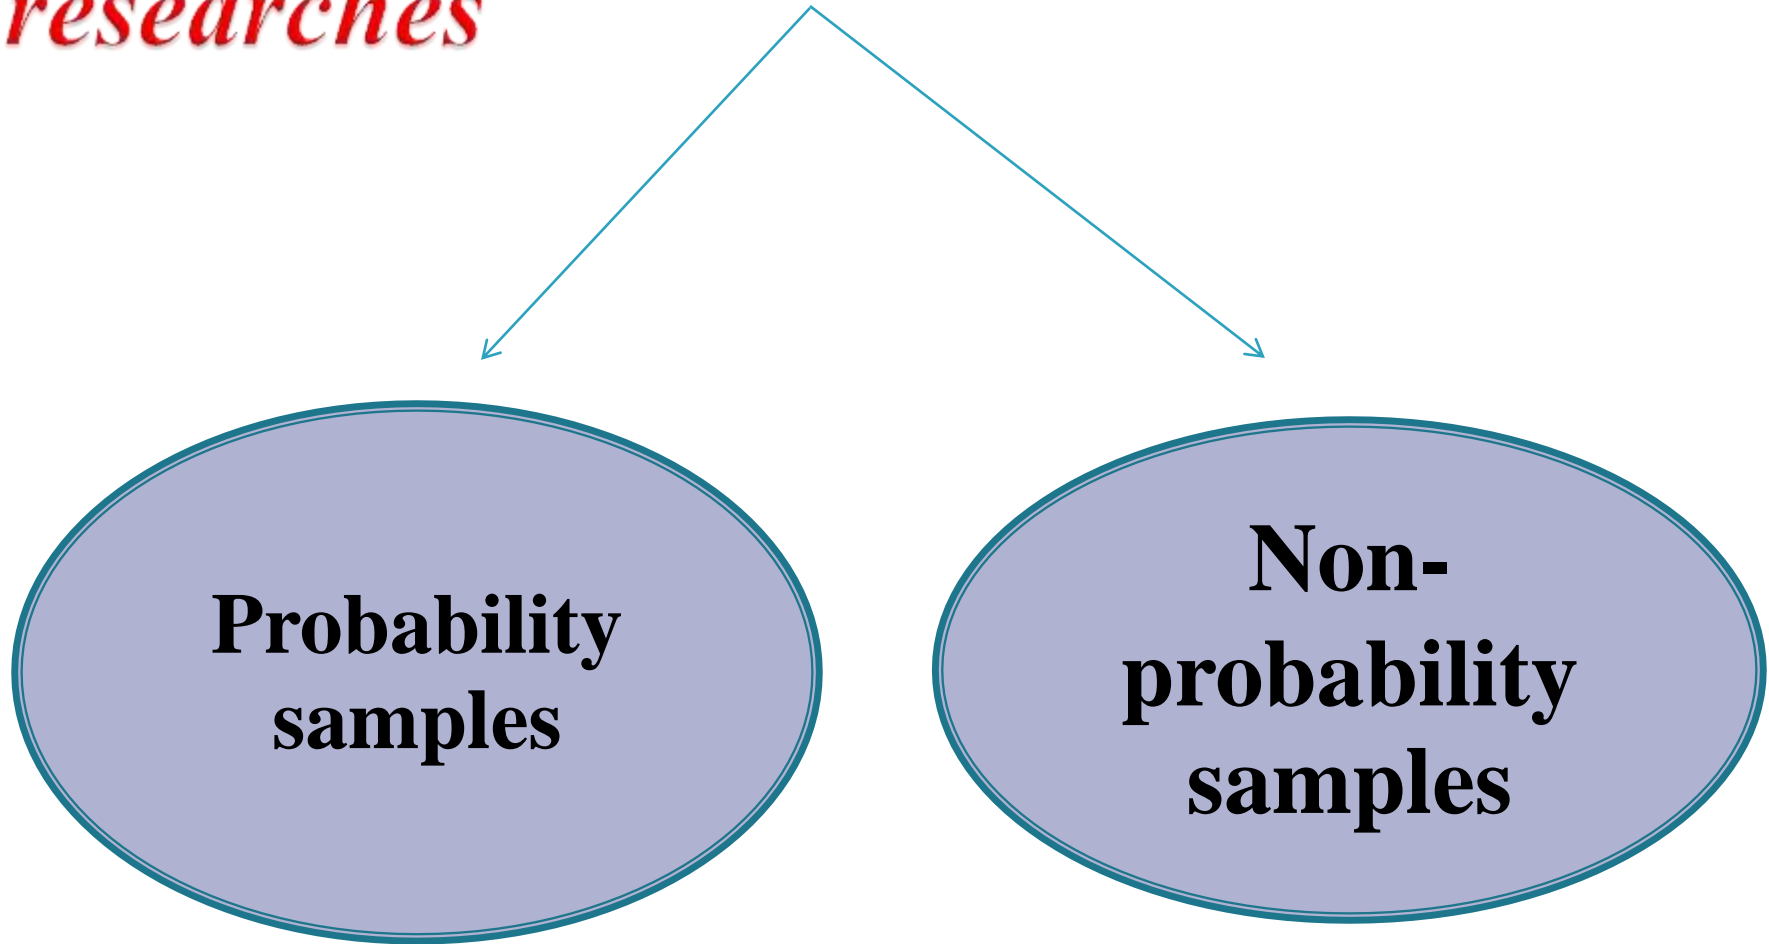 researches
Probability
samples
Non-
probability
samples